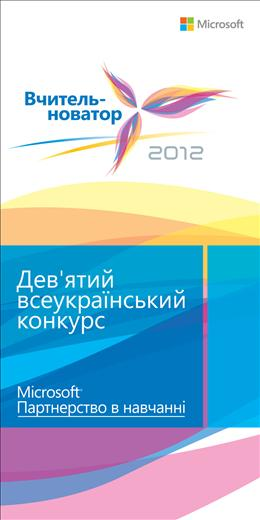 Microsoft
Вчитель-
новатор
2012
Дев'ятий
всеукраїнський
конкурс
Microsoft®
Партнерство в навчанні